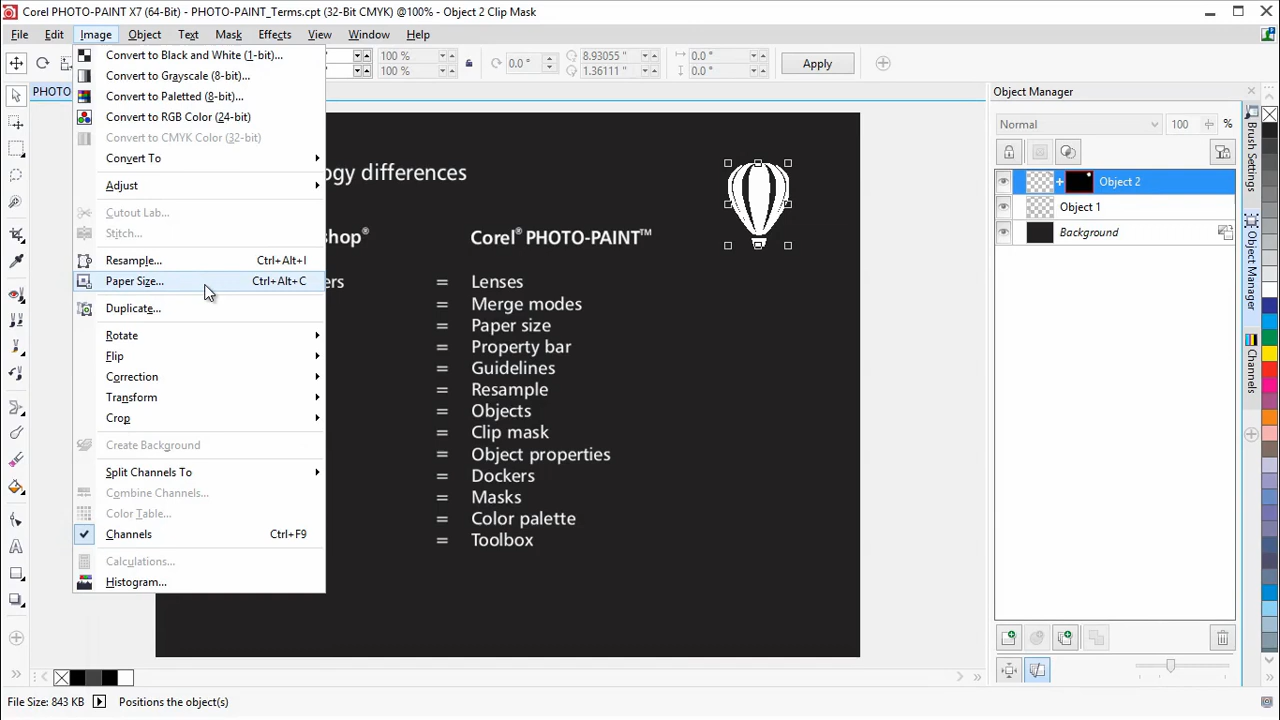 Corel PHOTO-PAINT X7 (64-Bit) - PHOTO-PAINT_Terms.cpt (32-Bit CMYK) @100% - Object 2 Clip Mask
File Edit Image Object Text Mask Effects View Window Help
100 % 8.93055" 0.0 °
100 % 0.0 ° 1.36111" 0.0 °
Apply
PHOTO
Convert to Black and White (1-bit)...
Convert to Grayscale (8-bit)...
Convert to Paletted (8-bit)...
Convert to RGB Color (24-bit)
Convert to CMYK Color (32-bit)
Convert To
Adjust
Cutout Lab...
Stitch...
Resample... Ctrl+Alt+I
Paper Size... Ctrl+Alt+C
Duplicate...
Rotate
Flip
Correction
Transform
Crop
Create Background
Split Channels To
Combine Channels...
Color Table...
Channels Ctrl+F9
Calculations...
Histogram...
ogy differences
shop® Corel® PHOTO-PAINT™
ers = Lenses
= Merge modes
= Paper size
= Property bar
= Guidelines
= Resample
= Objects
= Clip mask
= Object properties
= Dockers
= Masks
= Color palette
= Toolbox
Object Manager
Normal 100 %
Object 2
Object 1
Background
Brush Settings
Object Manager
Channels
File Size: 843 KB Positions the object(s)